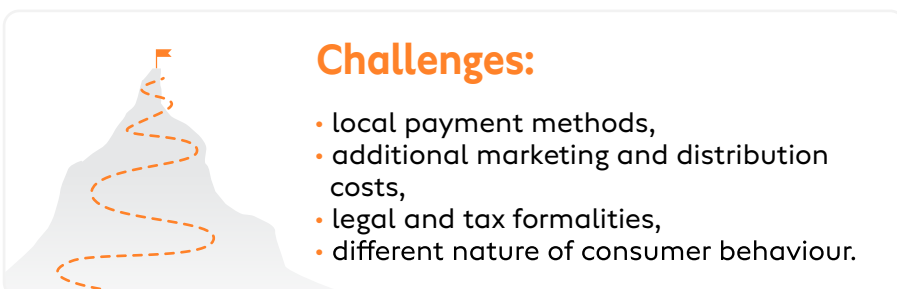 Challenges:
• local payment methods,
• additional marketing and distribution
costs,
• legal and tax formalities,
• different nature of consumer behaviour.